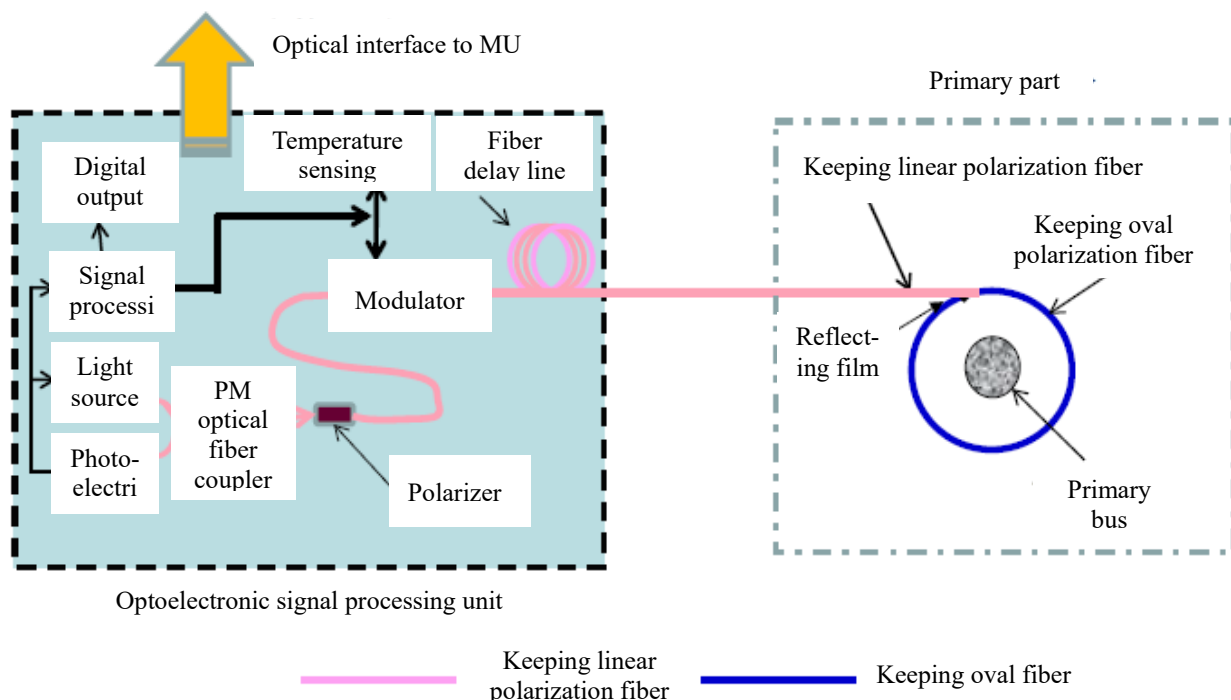 Optical interface to MU
Primary part
Temperature
sensing
Fiber
delay line
Digital
output
Keeping linear polarization fiber
Keeping oval
polarization fiber
Signal
processi
Modulator
Reflect-
ing film
Light
source
PM
optical
fiber
coupler
Photo-
electri
Polarizer
Primary
bus
Optoelectronic signal processing unit
Keeping linear
polarization fiber
Keeping oval fiber